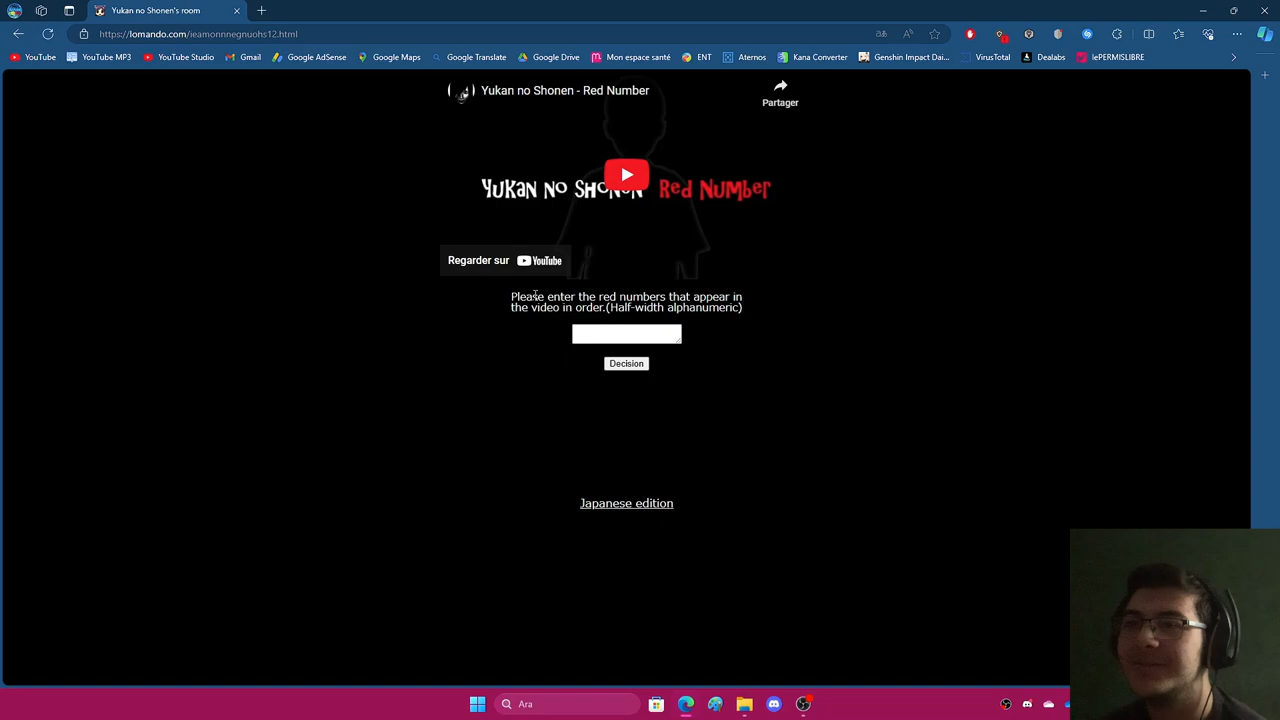 Yukan no Shonen's room
https://lomando.com/ieamonnnegnuohs12.html
YouTube
YouTube MP3
YouTube Studio
Gmail
Google AdSense
Google Maps
Google Translate
Google Drive
Mon espace santé
ENT
Aternos
Kana Converter
Genshin Impact Dai...
VirusTotal
Dealabs
lePERMISLIBRE
Yukan no Shonen - Red Number
Partager
Yukan no Shonen Red Number
Regarder sur YouTube
Please enter the red numbers that appear in
the video in order.(Half-width alphanumeric)
Decision
Japanese edition
Ara